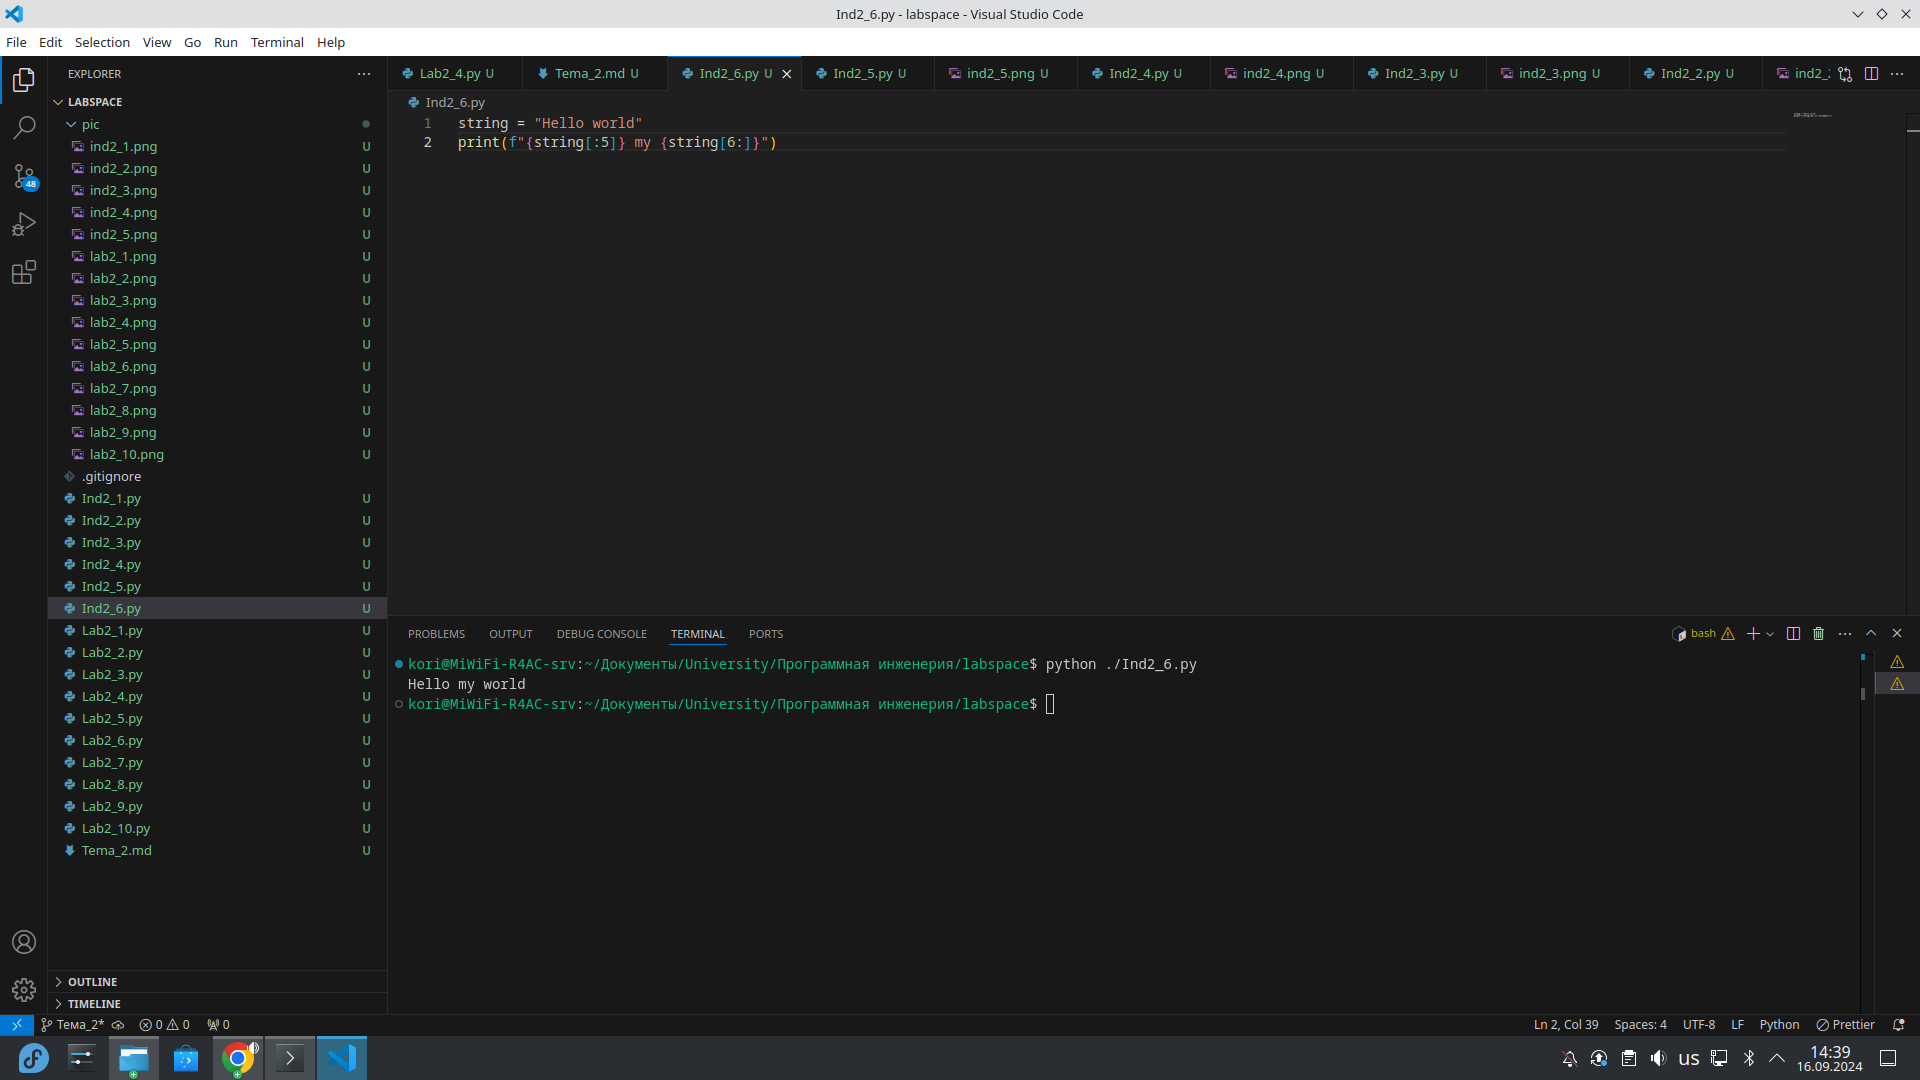 Ind2_6.py - labspace - Visual Studio Code
File Edit Selection View Go Run Terminal Help
EXPLORER
LABSPACE
pic
ind2_1.png U
ind2_2.png U
ind2_3.png U
ind2_4.png U
ind2_5.png U
lab2_1.png U
lab2_2.png U
lab2_3.png U
lab2_4.png U
lab2_5.png U
lab2_6.png U
lab2_7.png U
lab2_8.png U
lab2_9.png U
lab2_10.png U
.gitignore
Ind2_1.py U
Ind2_2.py U
Ind2_3.py U
Ind2_4.py U
Ind2_5.py U
Ind2_6.py U
Lab2_1.py U
Lab2_2.py U
Lab2_3.py U
Lab2_4.py U
Lab2_5.py U
Lab2_6.py U
Lab2_7.py U
Lab2_8.py U
Lab2_9.py U
Lab2_10.py U
Tema_2.md U
OUTLINE
TIMELINE
48
Lab2_4.py U Tema_2.md U Ind2_6.py U Ind2_5.py U ind2_5.png U Ind2_4.py U ind2_4.png U Ind2_3.py U ind2_3.png U Ind2_2.py U ind2_
Ind2_6.py
1 string = "Hello world"
2 print(f"{string[:5]} my {string[6:]}")
PROBLEMS OUTPUT DEBUG CONSOLE TERMINAL PORTS
bash
kori@MiWiFi-R4AC-srv:~/Документы/University/Программная инженерия/labspace$ python ./Ind2_6.py
Hello my world
kori@MiWiFi-R4AC-srv:~/Документы/University/Программная инженерия/labspace$
Тема_2* 0 0 0
Ln 2, Col 39 Spaces: 4 UTF-8 LF Python Prettier
us
14:39
16.09.2024